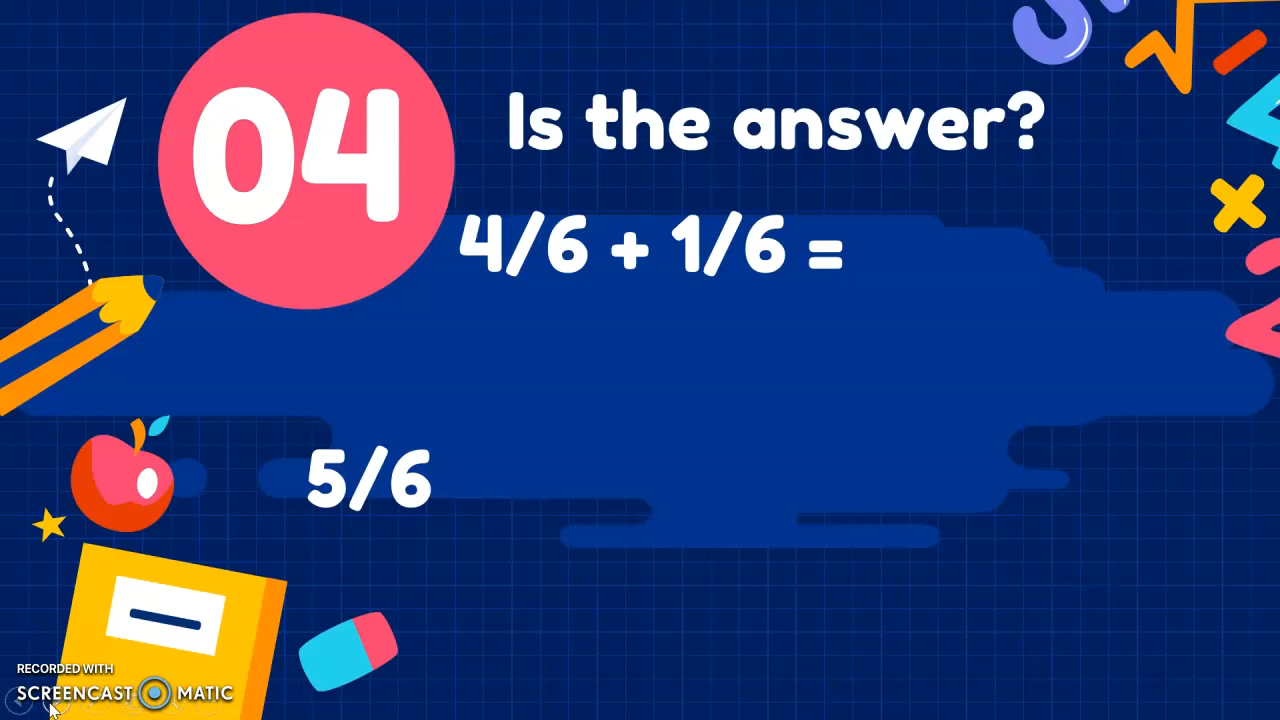 04
Is the answer?
4/6 + 1/6 =
5/6
RECORDED WITH
SCREENCAST MATIC